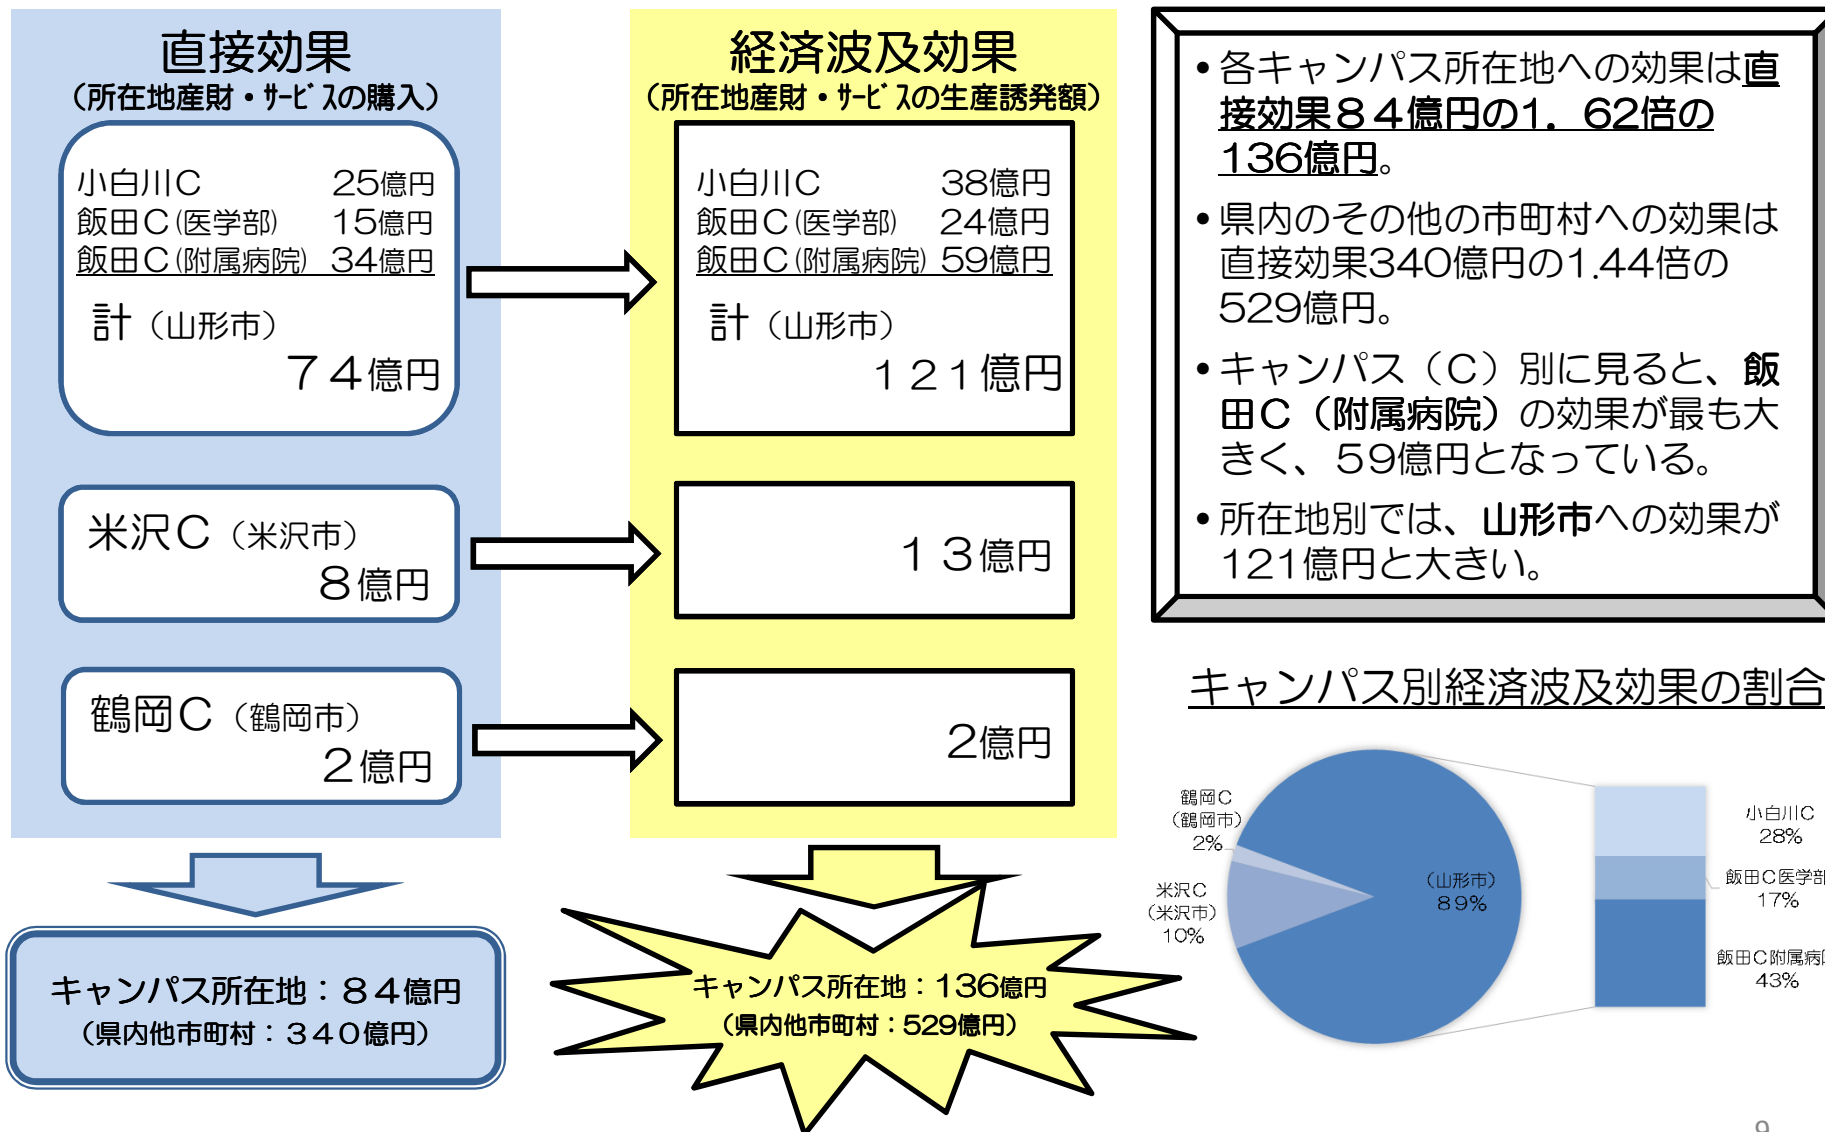 直接効果
（所在地産財・ｻｰﾋﾞｽの購入）
小白川C 25億円
飯田C(医学部) 15億円
飯田C(附属病院) 34億円
計（山形市）
７４億円
米沢C（米沢市）
８億円
鶴岡C（鶴岡市）
２億円
キャンパス所在地：８４億円
（県内他市町村：３４０億円）
経済波及効果
（所在地産財・ｻｰﾋﾞｽの生産誘発額）
小白川C 38億円
飯田C(医学部) 24億円
飯田C(附属病院) 59億円
計（山形市）
１２１億円
１３億円
２億円
キャンパス所在地：136億円
（県内他市町村：529億円）
•各キャンパス所在地への効果は直
接効果８４億円の1．62倍の
136億円。
•県内のその他の市町村への効果は
直接効果340億円の1.44倍の
529億円。
•キャンパス（C）別に見ると、飯
田C（附属病院）の効果が最も大
きく、59億円となっている。
•所在地別では、山形市への効果が
121億円と大きい。
キャンパス別経済波及効果の割合
鶴岡C
（鶴岡市）
2%
米沢C
（米沢市）
10%
（山形市）
89%
小白川C
28%
飯田C医学部
17%
飯田C附属病
43%
9